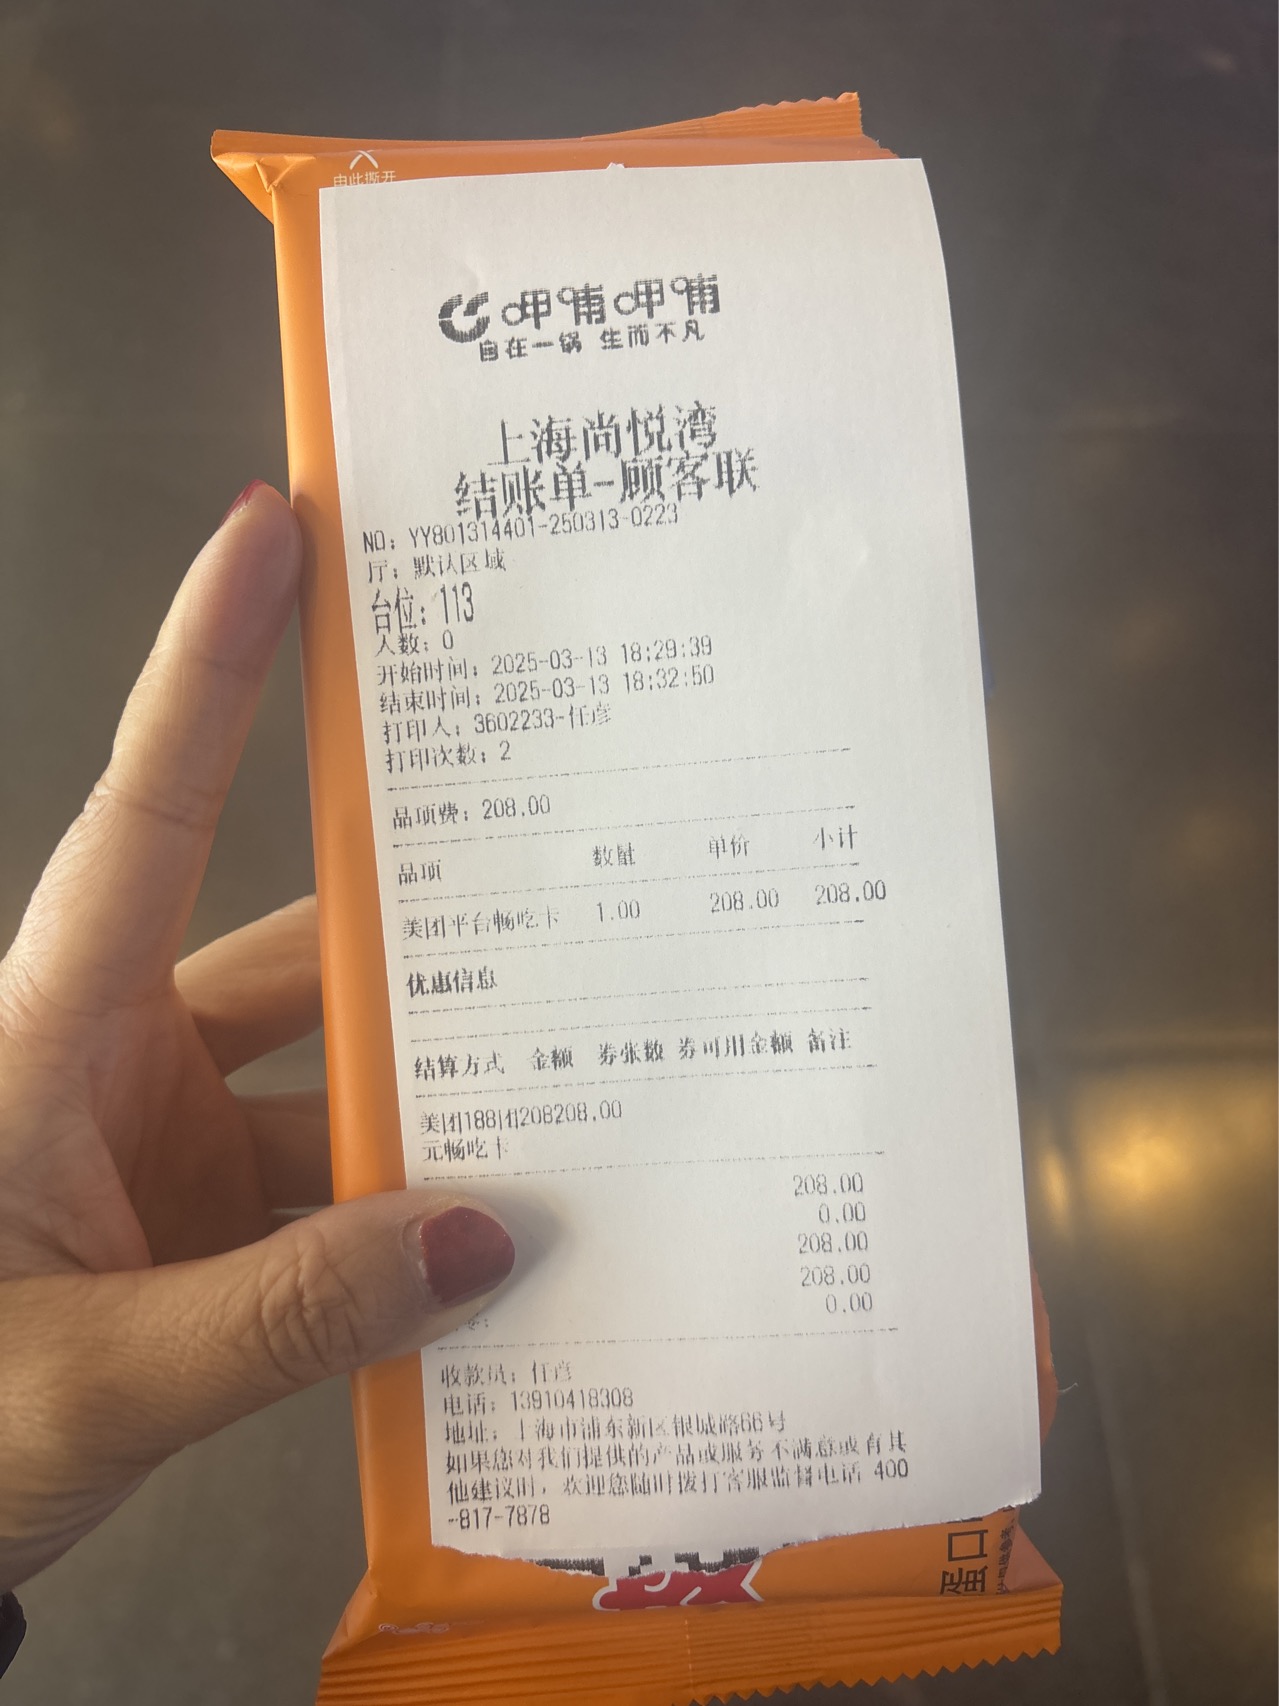 由此撕开
呷哺呷哺
自在一锅 生而不凡
上海尚悦湾
结账单-顾客联
NO: YY801314401-250313-0223
厅: 默认区域
台位: 113
人数: 0
开始时间: 2025-03-13 18:29:39
结束时间: 2025-03-13 18:32:50
打印人: 3602233-任彦
打印次数: 2
品项费: 208.00
品项 数量 单价 小计
美团平台畅吃卡 1.00 208.00 208.00
优惠信息
结算方式 金额 券张数 券可用金额 备注
美团188抵208208.00
元畅吃卡
208.00
0.00
208.00
208.00
0.00
收款员: 任彦
电话: 13910418308
地址: 上海市浦东新区银城路66号
如果您对我们提供的产品或服务不满意或有其
他建议时, 欢迎您随时拨打客服监督电话 400
-817-7878
蛋口